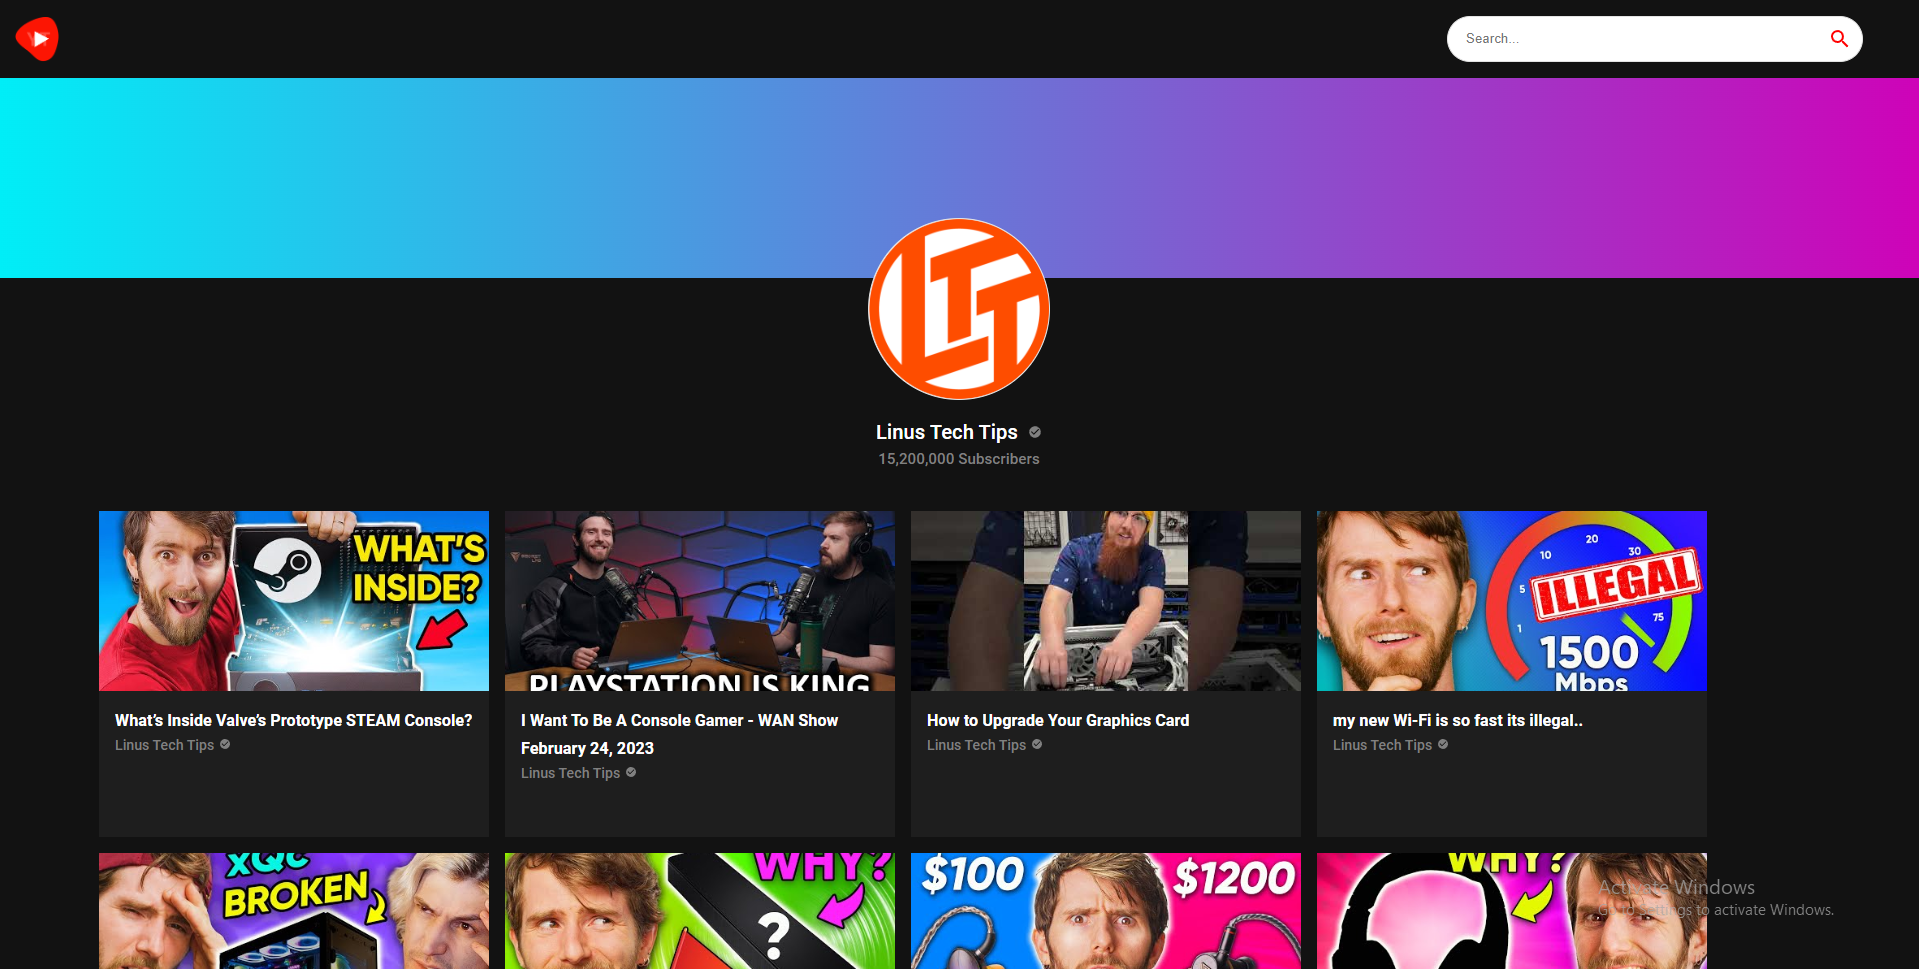 Search...
LTT
Linus Tech Tips
15,200,000 Subscribers
WHAT'S
INSIDE?
PLAYSTATION IS KING
10
20
30
5
ILLEGAL
1
75
1500
Mbps
What's Inside Valve's Prototype STEAM Console?
Linus Tech Tips
I Want To Be A Console Gamer - WAN Show
February 24, 2023
Linus Tech Tips
How to Upgrade Your Graphics Card
Linus Tech Tips
my new Wi-Fi is so fast its illegal..
Linus Tech Tips
xQc
BROKEN
WHY?
?
$100
$1200
WHY?
Activate Windows
Go to Settings to activate Windows.